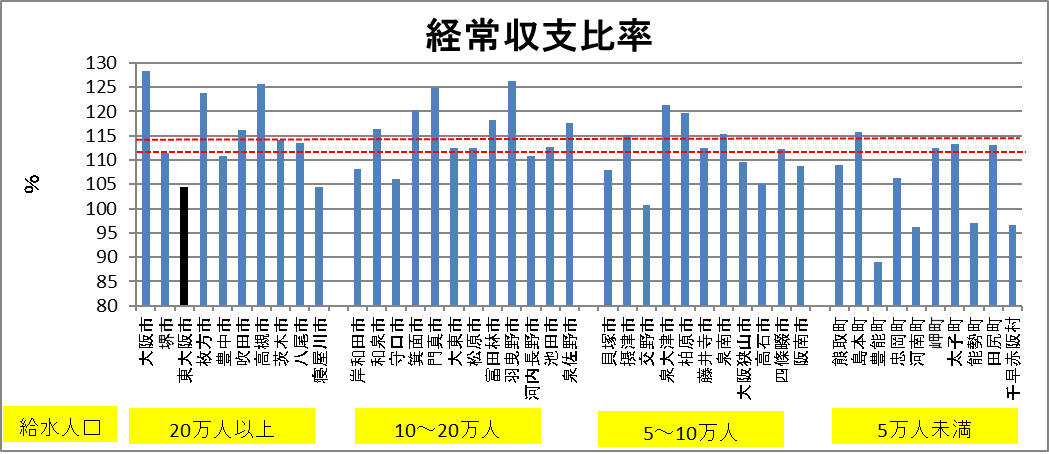 経常収支比率
130
125
120
115
110
105
100
95
90
85
80
%
大阪市
堺市
東大阪市
枚方市
豊中市
吹田市
高槻市
茨木市
八尾市
寝屋川市
岸和田市
和泉市
守口市
箕面市
門真市
大東市
松原市
富田林市
羽曳野市
河内長野市
池田市
泉佐野市
貝塚市
摂津市
交野市
泉大津市
柏原市
藤井寺市
泉南市
大阪狭山市
高石市
四條畷市
阪南市
熊取町
島本町
豊能町
忠岡町
河南町
岬町
太子町
能勢町
田尻町
千早赤阪村
給水人口
20万人以上
10～20万人
5～10万人
5万人未満